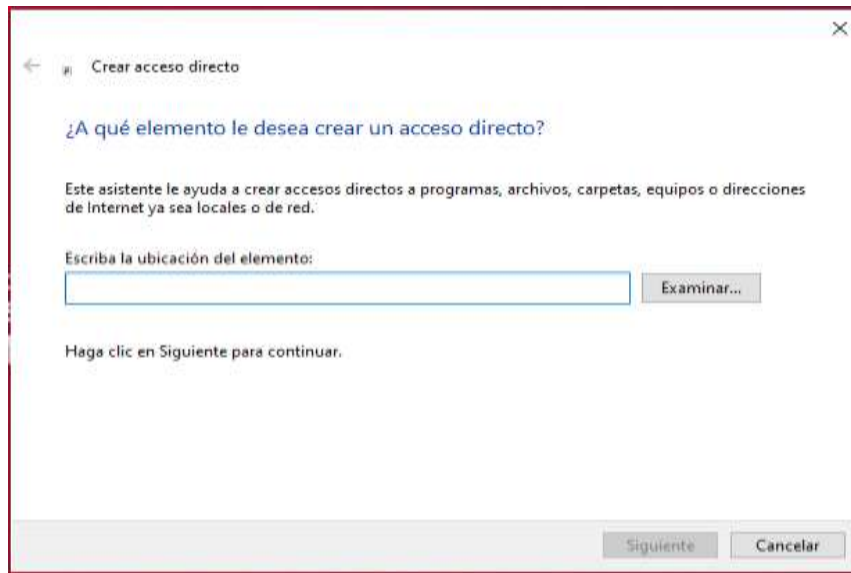 Crear acceso directo
¿A qué elemento le desea crear un acceso directo?
Este asistente le ayuda a crear accesos directos a programas, archivos, carpetas, equipos o direcciones
de Internet ya sea locales o de red.
Escriba la ubicación del elemento:
Examinar...
Haga clic en Siguiente para continuar.
Siguiente
Cancelar